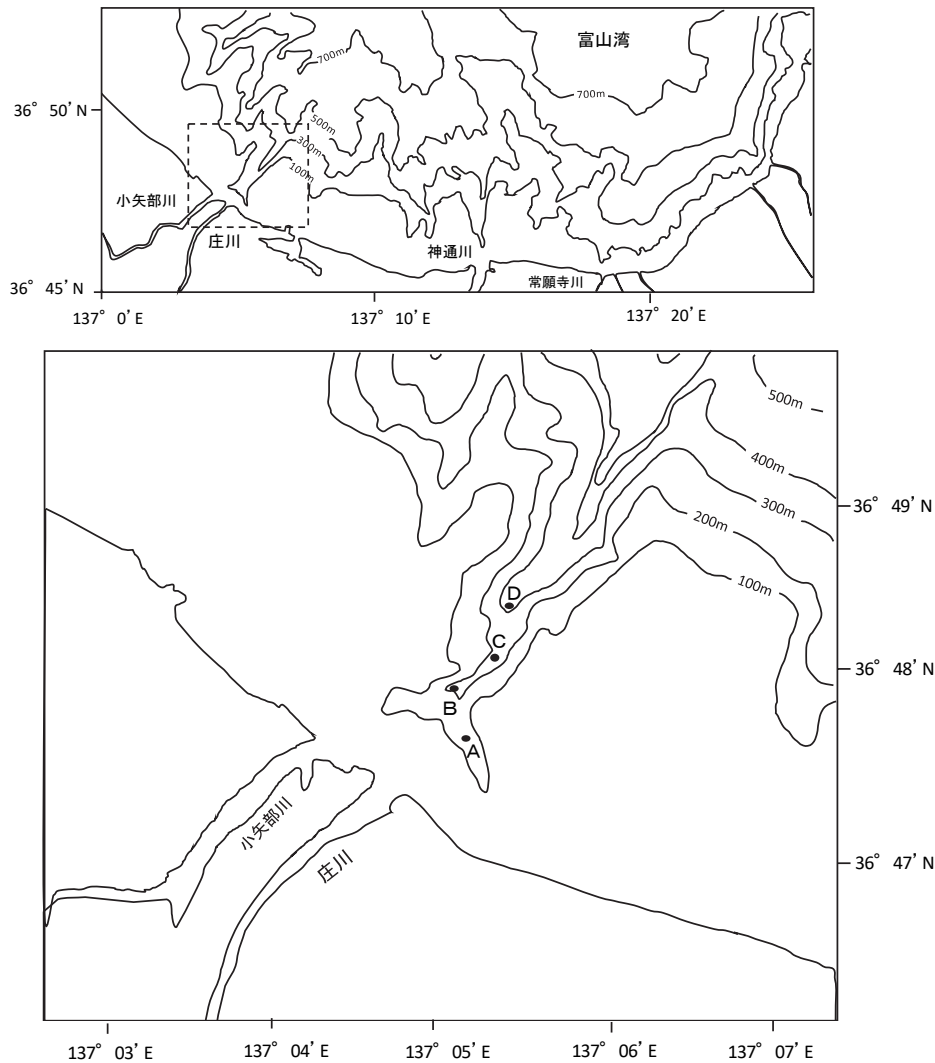 富山湾
700m
700m
36° 50' N
500m
300m
100m
小矢部川
庄川
神通川
常願寺川
36° 45' N
137° 0' E
137° 10' E
137° 20' E
500m
400m
300m
36° 49' N
200m
100m
D
C
36° 48' N
B
A
小矢部川
庄川
36° 47' N
137° 03' E
137° 04' E
137° 05' E
137° 06' E
137° 07' E